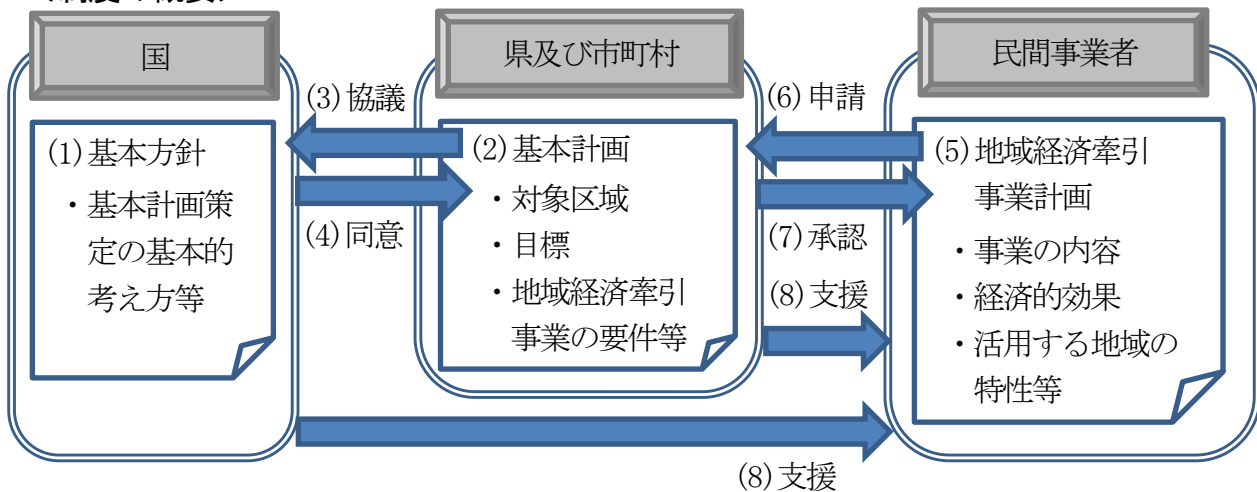 国
(1)基本方針
・基本計画策
定の基本的
考え方等
(3)協議
(4)同意
県及び市町村
(2)基本計画
・対象区域
・目標
・地域経済牽引
事業の要件等
(6)申請
(7)承認
(8)支援
民間事業者
(5)地域経済牽引
事業計画
・事業の内容
・経済的効果
・活用する地域の
特性等
(8)支援